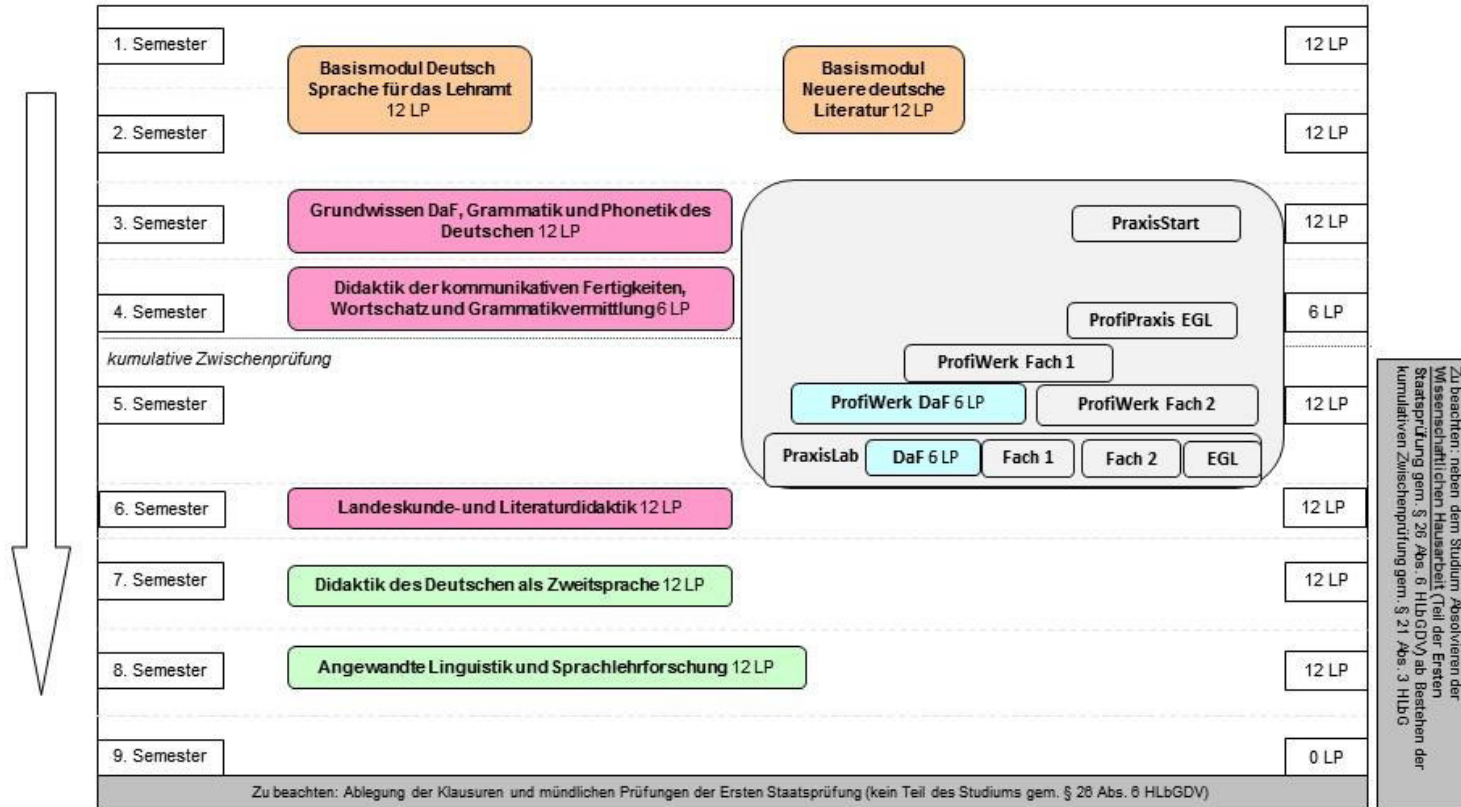 1. Semester
12 LP
Basismodul Deutsch
Sprache für das Lehramt
12 LP
Basismodul
Neuere deutsche
Literatur 12 LP
2. Semester
12 LP
3. Semester
Grundwissen DaF, Grammatik und Phonetik des
Deutschen 12 LP
PraxisStart
12 LP
4. Semester
Didaktik der kommunikativen Fertigkeiten,
Wortschatz und Grammatikvermittlung 6 LP
ProfiPraxis EGL
6 LP
kumulative Zwischenprüfung
ProfiWerk Fach 1
5. Semester
ProfiWerk DaF 6 LP
ProfiWerk Fach 2
12 LP
PraxisLab
DaF 6 LP
Fach 1
Fach 2
EGL
6. Semester
Landeskunde- und Literaturdidaktik 12 LP
12 LP
7. Semester
Didaktik des Deutschen als Zweitsprache 12 LP
12 LP
8. Semester
Angewandte Linguistik und Sprachlehrforschung 12 LP
12 LP
9. Semester
0 LP
Zu beachten: Ablegung der Klausuren und mündlichen Prüfungen der Ersten Staatsprüfung (kein Teil des Studiums gem. § 26 Abs. 6 HLbGDV)
Zu beachten: neben dem Studium Absolvieren der
Wissenschaftlichen Hausarbeit (Teil der Ersten
Staatsprüfung gem. § 26 Abs. 6 HLbGDV) ab Bestehen der
kumulativen Zwischenprüfung gem. § 21 Abs. 3 HLbG